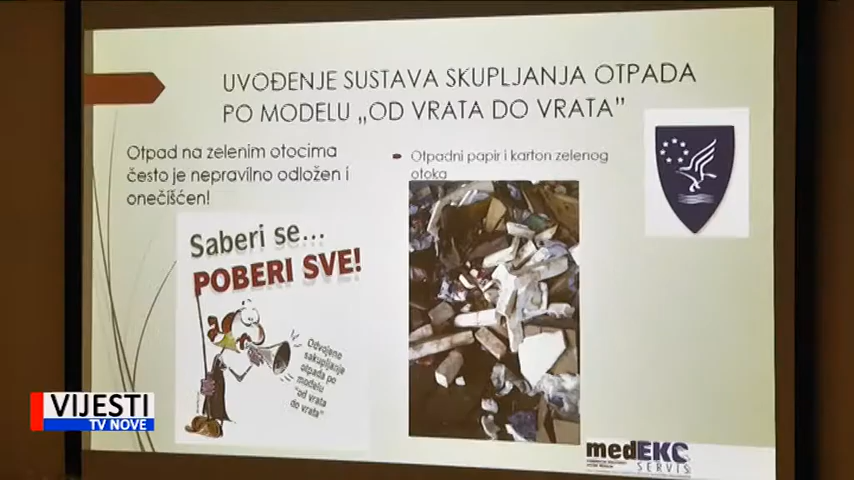 UVOĐENJE SUSTAVA SKUPLJANJA OTPADA
PO MODELU „OD VRATA DO VRATA”
Otpad na zelenim otocima
često je nepravilno odložen i
onečišćen!
Otpadni papir i karton zelenog
otoka
Saberi se...
POBERI SVE!
Odvojeno
sakupljanje
otpada po
modelu
"od vrata
do vrata"
medEKO
SERVIS
VIJESTI
TV NOVE